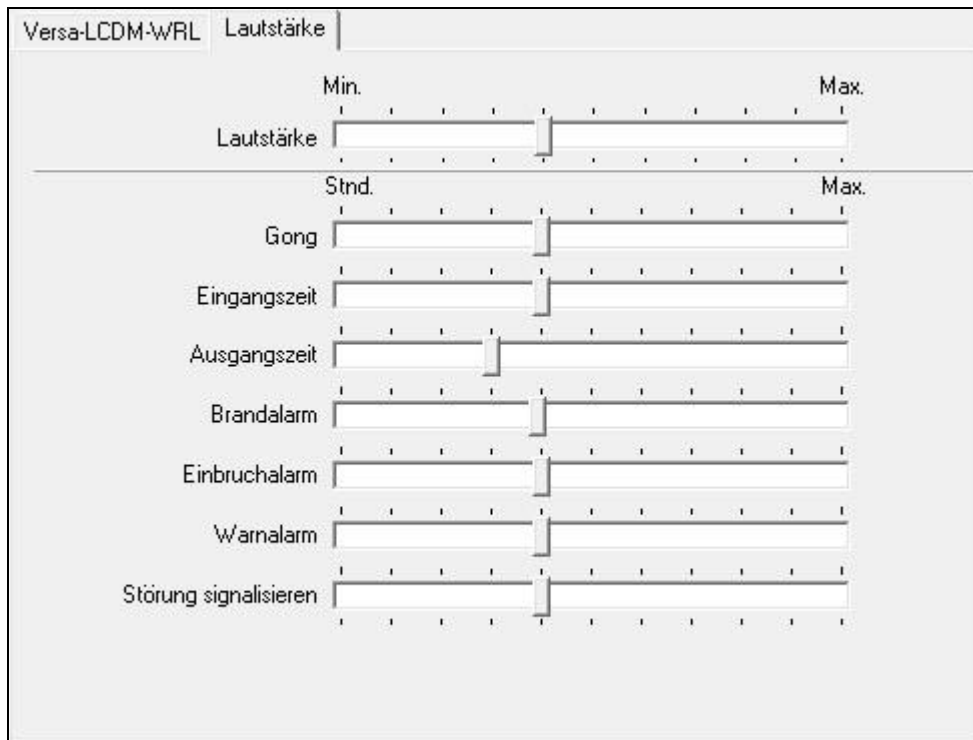 Versa-LCDM-WRL Lautstärke
Min. Max.
Lautstärke
Stnd. Max.
Gong
Eingangszeit
Ausgangszeit
Brandalarm
Einbruchalarm
Warnalarm
Störung signalisieren